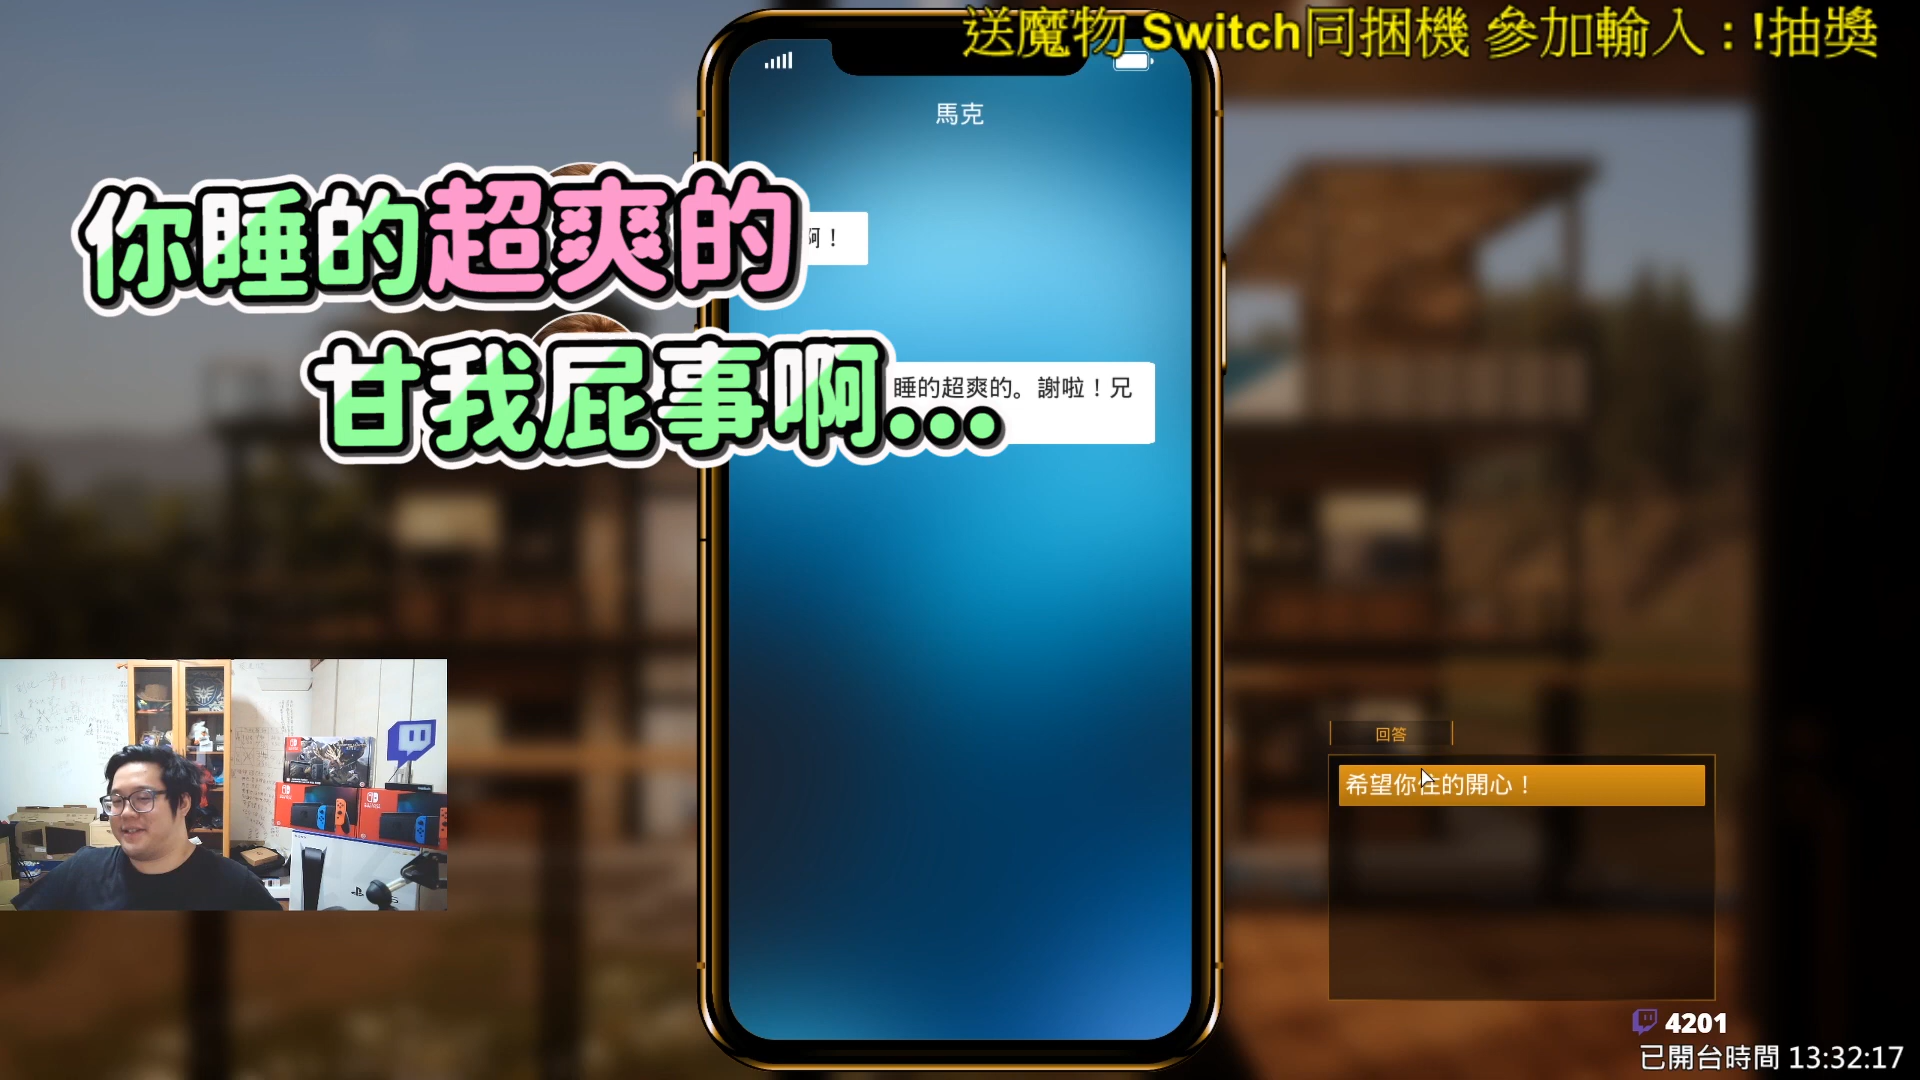 送魔物 Switch同捆機 參加輸入 : !抽獎
馬克
你睡的超爽的
啊！
甘我屁事啊...
睡的超爽的。謝啦！兄
回答
希望你住的開心！
4201
已開台時間 13:32:17